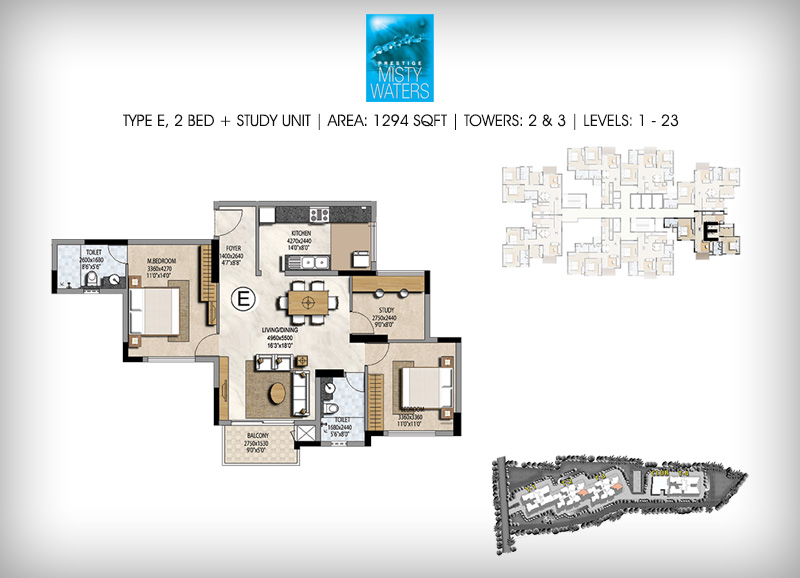 PRESTIGE
MISTY
WATERS
TYPE E, 2 BED + STUDY UNIT | AREA: 1294 SQFT | TOWERS: 2 & 3 | LEVELS: 1 - 23
E
TOILET
2600x1680
8'6"x5'6"
M.BEDROOM
3360x4270
11'0"x14'0"
FOYER
1400x2640
4'7"x8'8"
KITCHEN
4270x2440
14'0"x8'0"
E
STUDY
2750x2440
9'0"x8'0"
LIVING/DINING
4960x5500
16'3"x18'0"
BEDROOM
3360x3360
11'0"x11'0"
TOILET
1680x2440
5'6"x8'0"
BALCONY
2750x1530
9'0"x5'0"